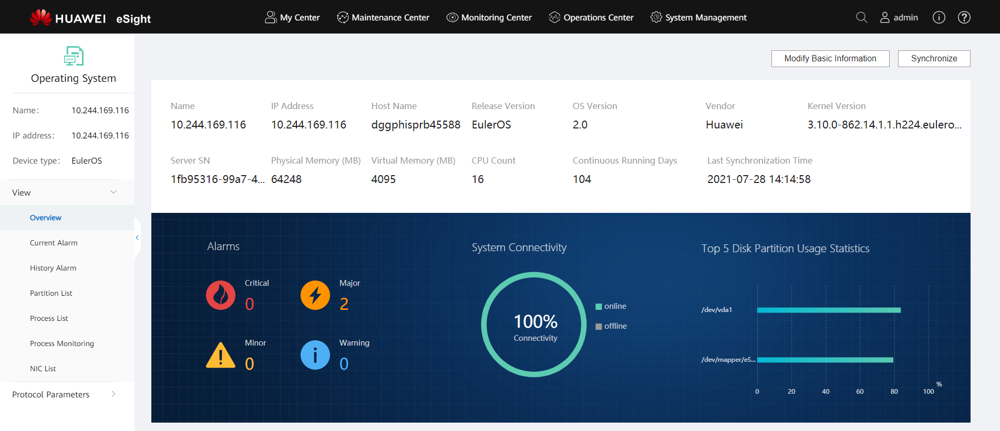 HUAWEI eSight
My Center
Maintenance Center
Monitoring Center
Operations Center
System Management
admin
Unix
Operating System
Name: 10.244.169.116
IP address: 10.244.169.116
Device type: EulerOS
View
Overview
Current Alarm
History Alarm
Partition List
Process List
Process Monitoring
NIC List
Protocol Parameters
Modify Basic Information
Synchronize
Name IP Address Host Name Release Version OS Version Vendor Kernel Version
10.244.169.116 10.244.169.116 dggphisprb45588 EulerOS 2.0 Huawei 3.10.0-862.14.1.1.h224.eulero...
Server SN Physical Memory (MB) Virtual Memory (MB) CPU Count Continuous Running Days Last Synchronization Time
1fb95316-99a7-4... 64248 4095 16 104 2021-07-28 14:14:58
Alarms
Critical
0
Major
2
Minor
0
Warning
0
System Connectivity
100%
Connectivity
online
offline
Top 5 Disk Partition Usage Statistics
/dev/vda1
/dev/mapper/eS...
%
0 20 40 60 80 100